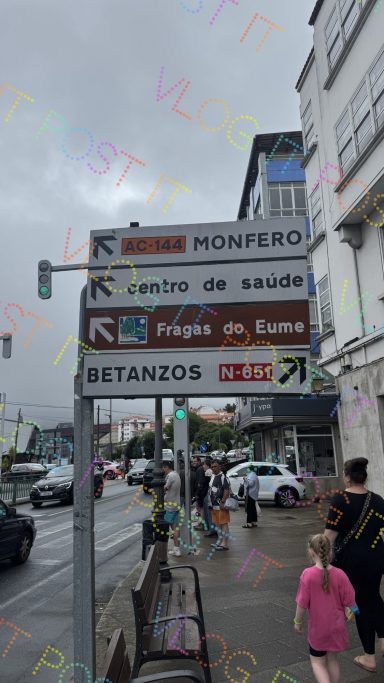 AC-144 MONFERO
centro de saúde
Fragas do Eume
BETANZOS N-651